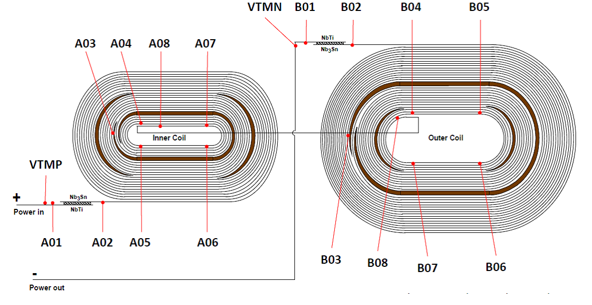 VTMN B01 B02 B04 B05
NbTi
Nb3Sn
A03 A04 A08 A07
Inner Coil
Outer Coil
VTMP
+
Nb3Sn
NbTi
Power in
A01 A02 A05 A06
B03 B08 B07 B06
-
Power out